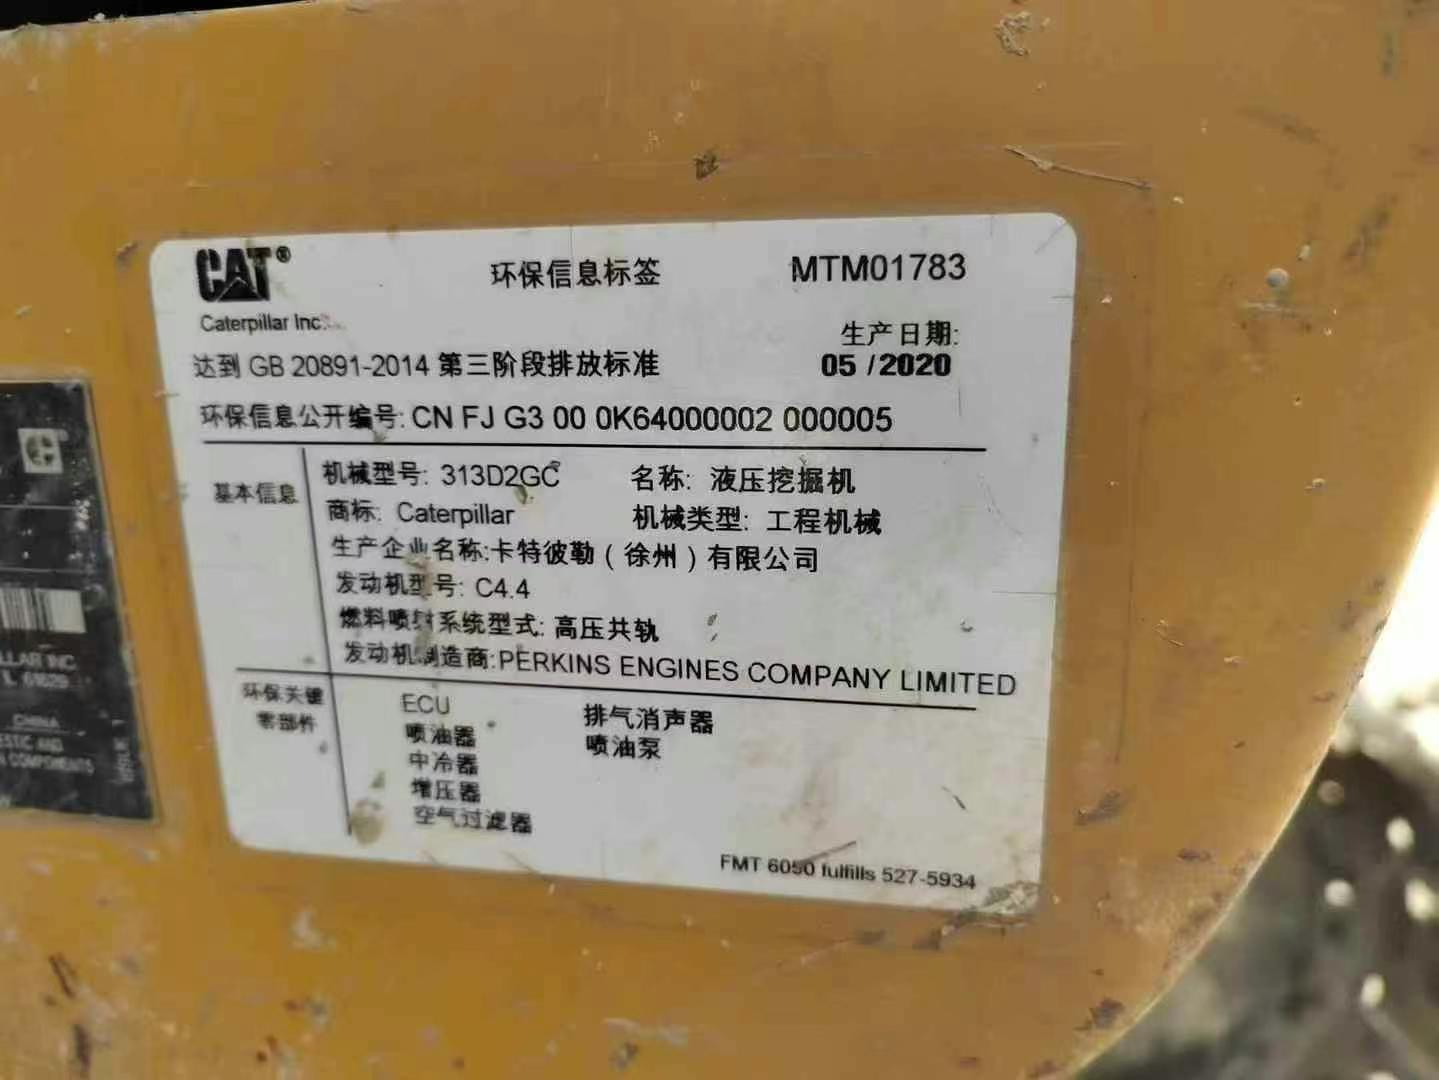 CAT®
环保信息标签
MTM01783
Caterpillar Inc.
生产日期:
达到 GB 20891-2014 第三阶段排放标准
05 /2020
环保信息公开编号: CN FJ G3 00 0K64000002 000005
基本信息
机械型号: 313D2GC
名称: 液压挖掘机
商标: Caterpillar
机械类型: 工程机械
生产企业名称:卡特彼勒（徐州）有限公司
发动机型号: C4.4
燃料喷射系统型式: 高压共轨
发动机制造商:PERKINS ENGINES COMPANY LIMITED
环保关键
零部件
ECU
排气消声器
喷油器
喷油泵
中冷器
增压器
空气过滤器
FMT 6050 fulfills 527-5934
LLAR INC
CHINA
ESTIC AND
N COMPONENTS